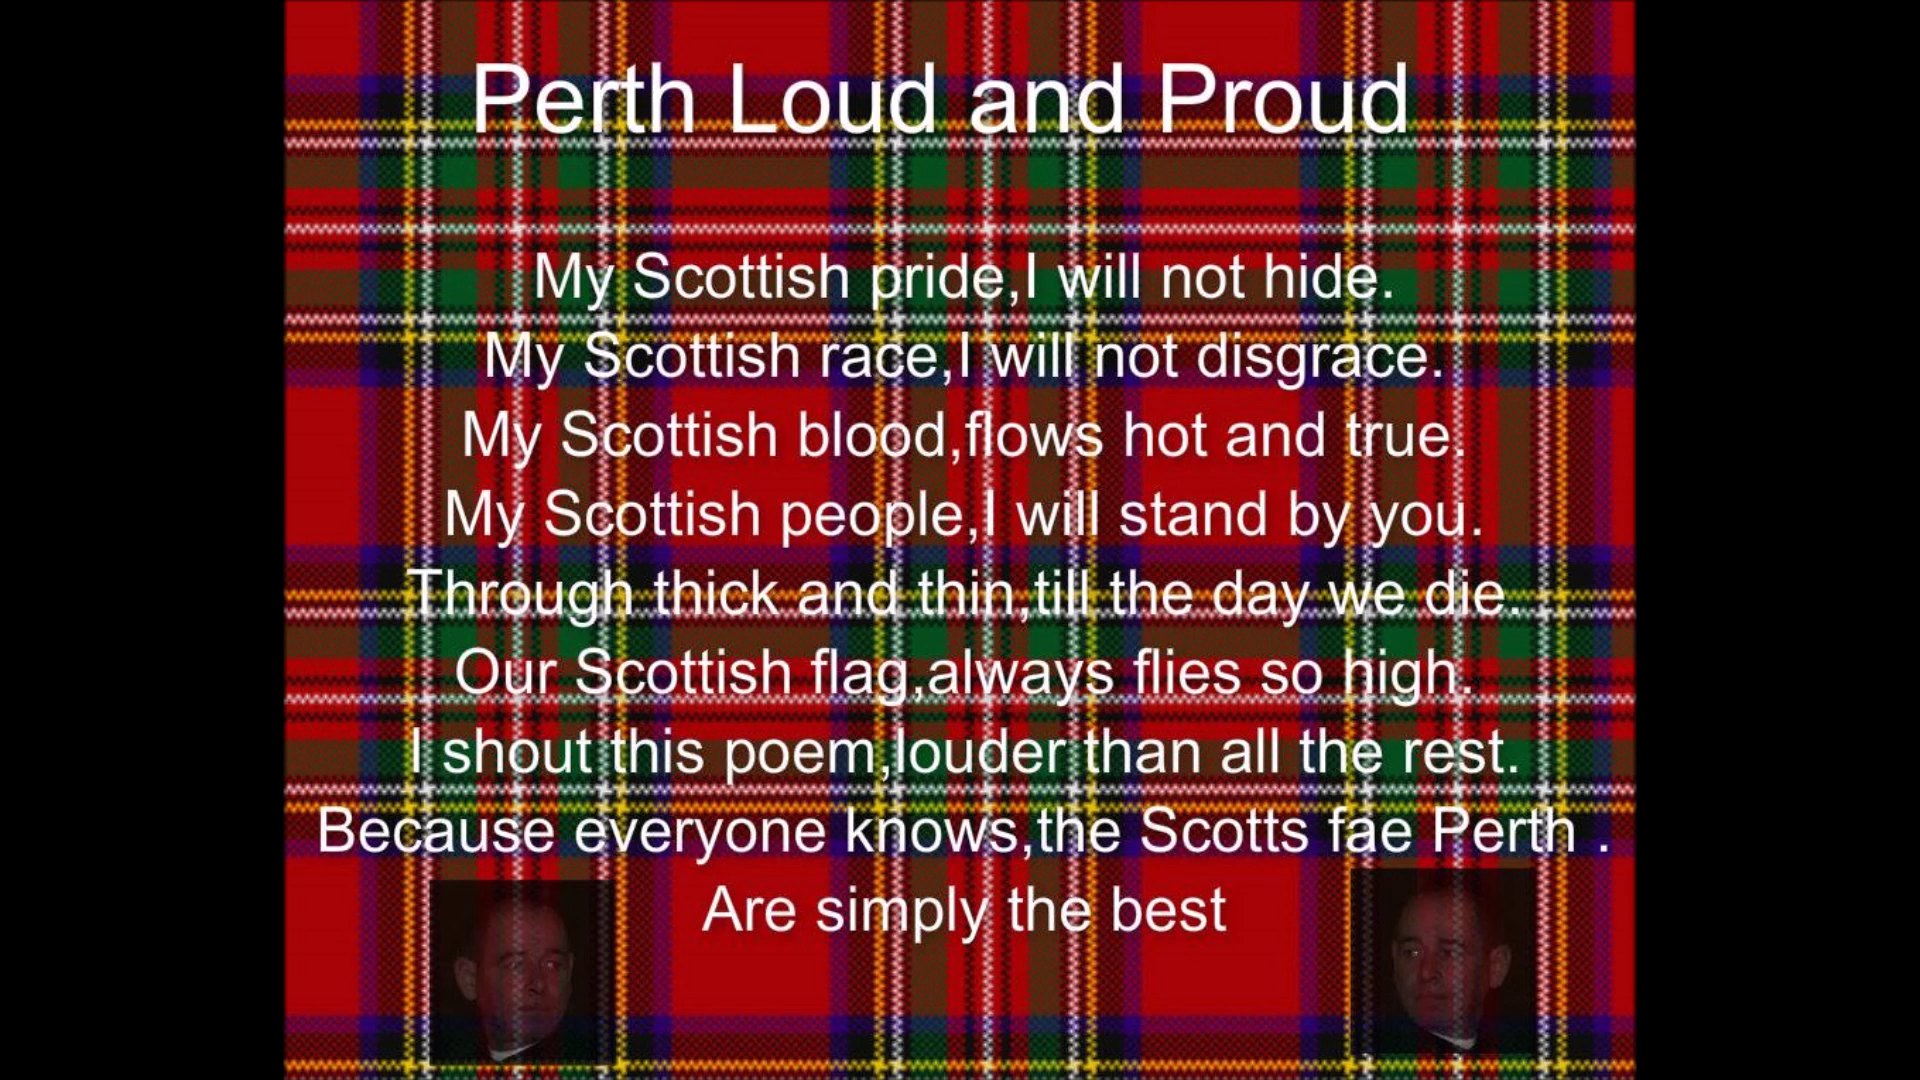 Perth Loud and Proud
My Scottish pride,I will not hide.
My Scottish race,I will not disgrace.
My Scottish blood,flows hot and true.
My Scottish people,I will stand by you.
Through thick and thin,till the day we die.
Our Scottish flag,always flies so high.
I shout this poem,louder than all the rest.
Because everyone knows,the Scotts fae Perth .
Are simply the best